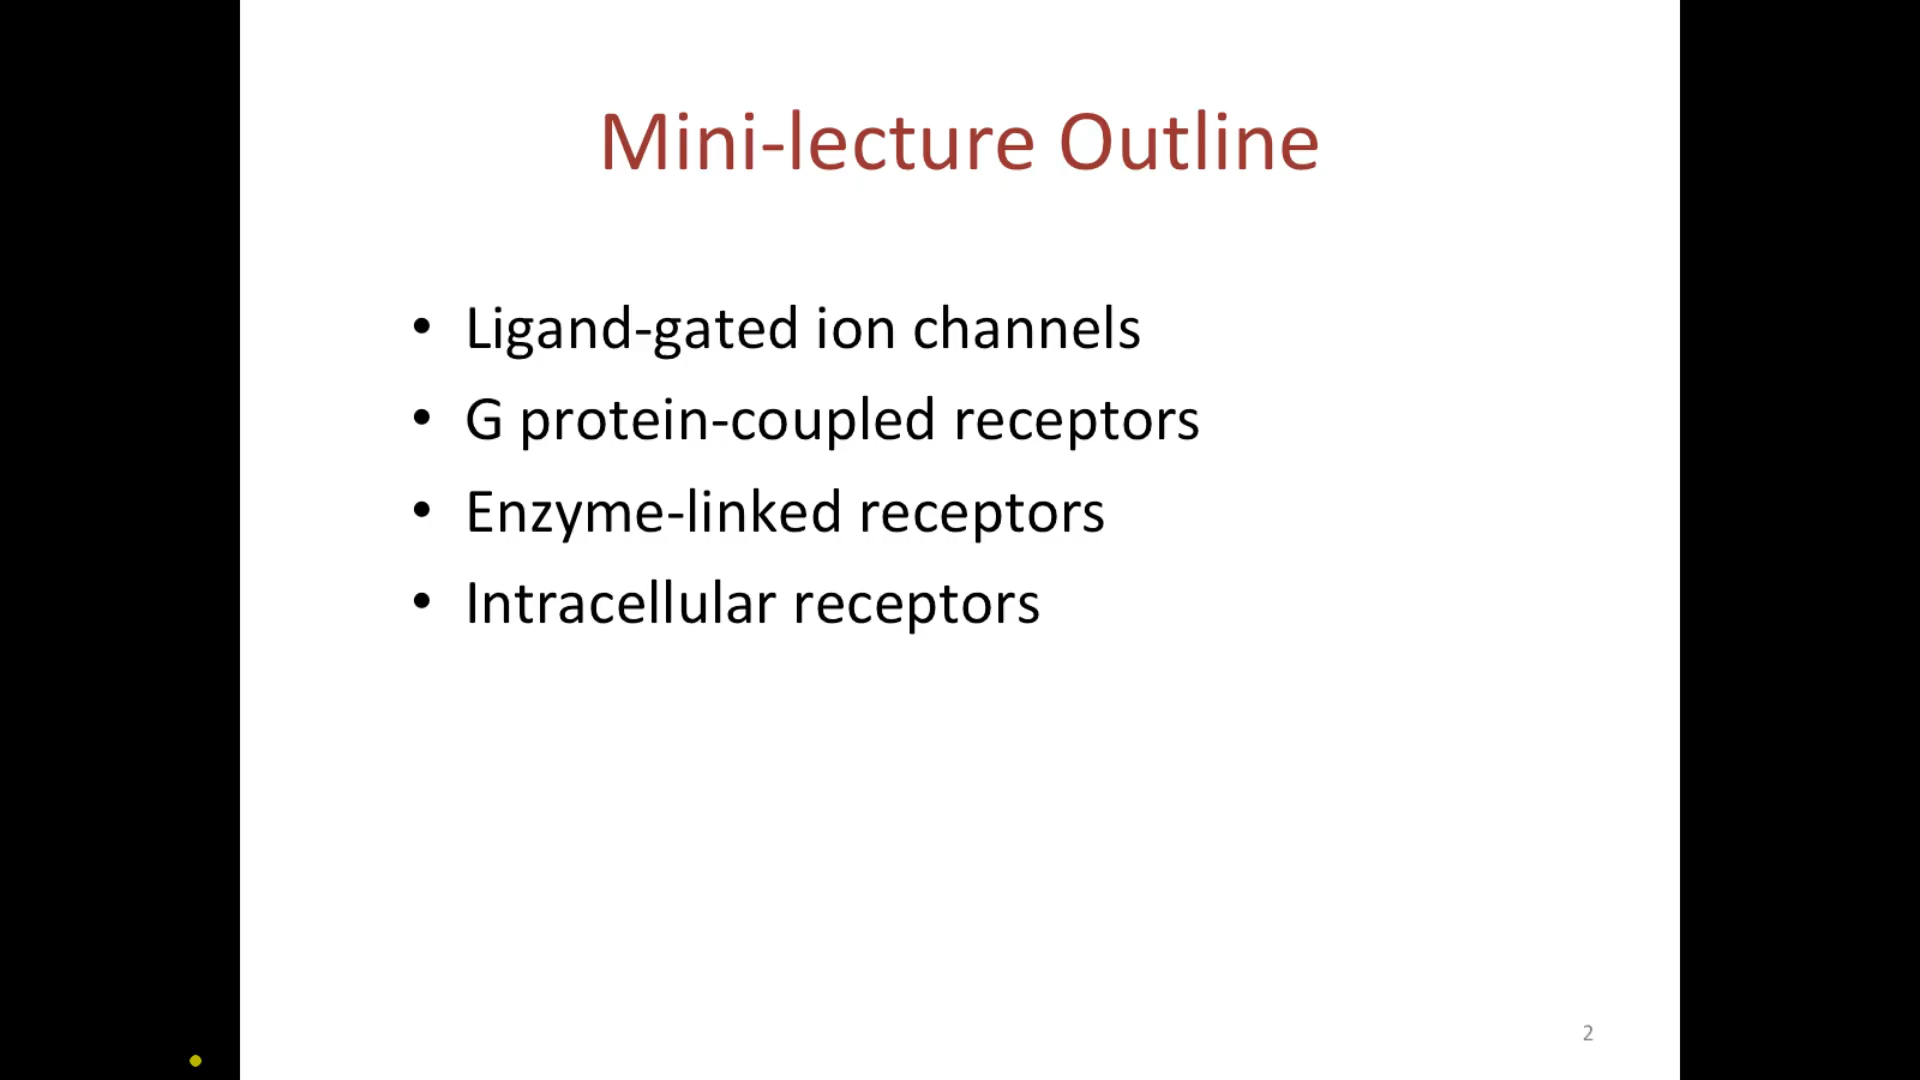 Mini-lecture Outline
• Ligand-gated ion channels
• G protein-coupled receptors
• Enzyme-linked receptors
• Intracellular receptors
2